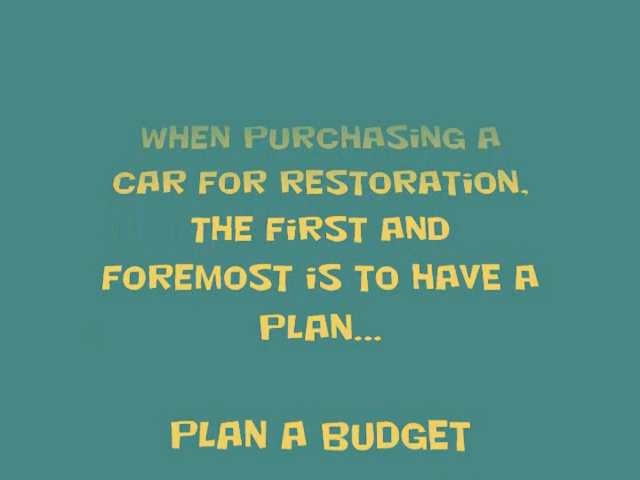 WHEN PURCHASING A
CAR FOR RESTORATION,
THE FIRST AND
FOREMOST IS TO HAVE A
PLAN...
PLAN A BUDGET